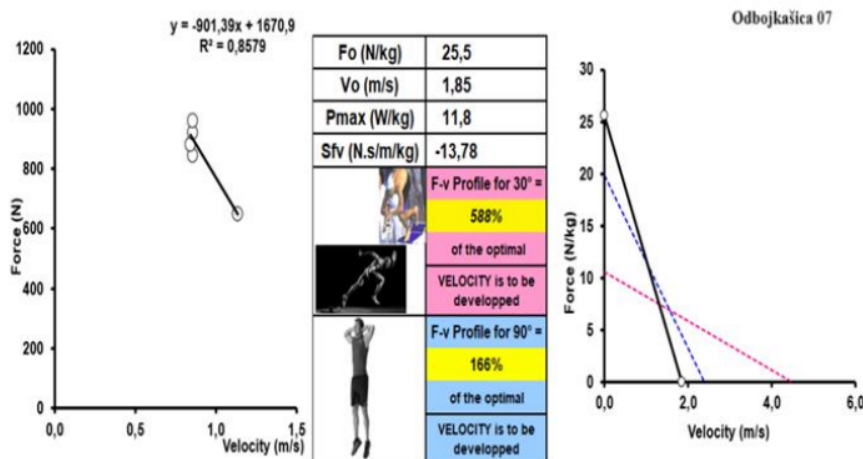 Odbojkašica 07
y = -901,39x + 1670,9
R² = 0,8579
Force (N)
1200
1000
800
600
400
200
0
0,0 0,5 1,0 1,5
Velocity (m/s)
Fo (N/kg) 25,5
Vo (m/s) 1,85
Pmax (W/kg) 11,8
Sfv (N.s/m/kg) -13,78
F-v Profile for 30° =
588%
of the optimal
VELOCITY is to be
developped
F-v Profile for 90° =
166%
of the optimal
VELOCITY is to be
developped
Force (N/kg)
30
25
20
15
10
5
0
0,0 2,0 4,0 6,0
Velocity (m/s)